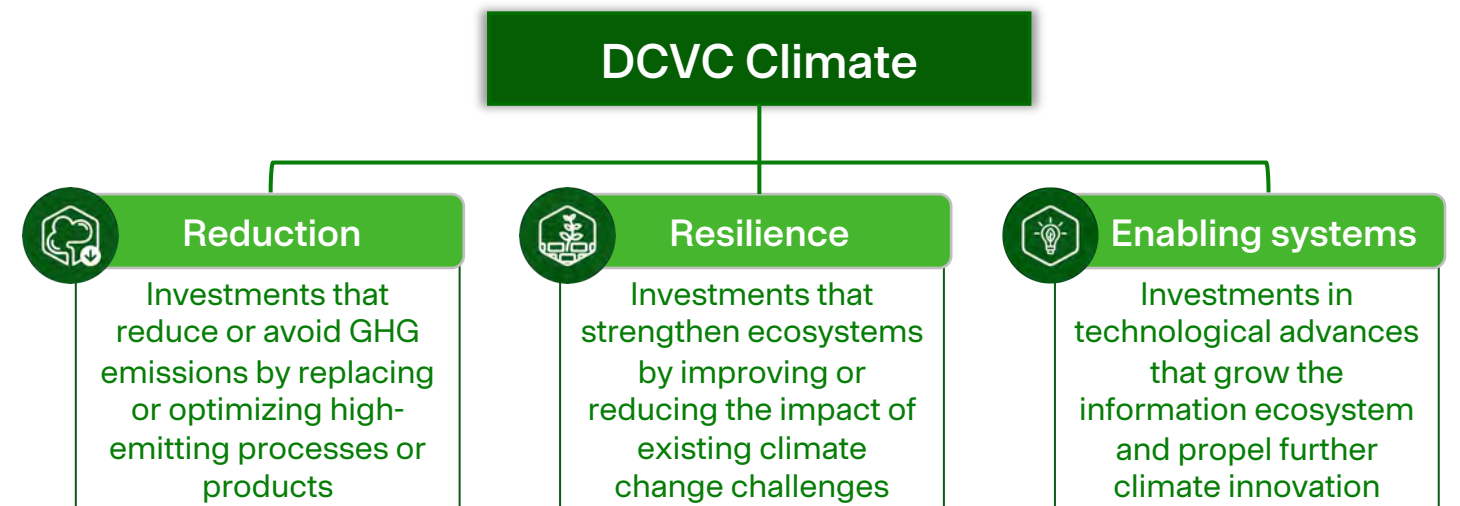 DCVC Climate
Reduction
Investments that
reduce or avoid GHG
emissions by replacing
or optimizing high-
emitting processes or
products
Resilience
Investments that
strengthen ecosystems
by improving or
reducing the impact of
existing climate
change challenges
Enabling systems
Investments in
technological advances
that grow the
information ecosystem
and propel further
climate innovation